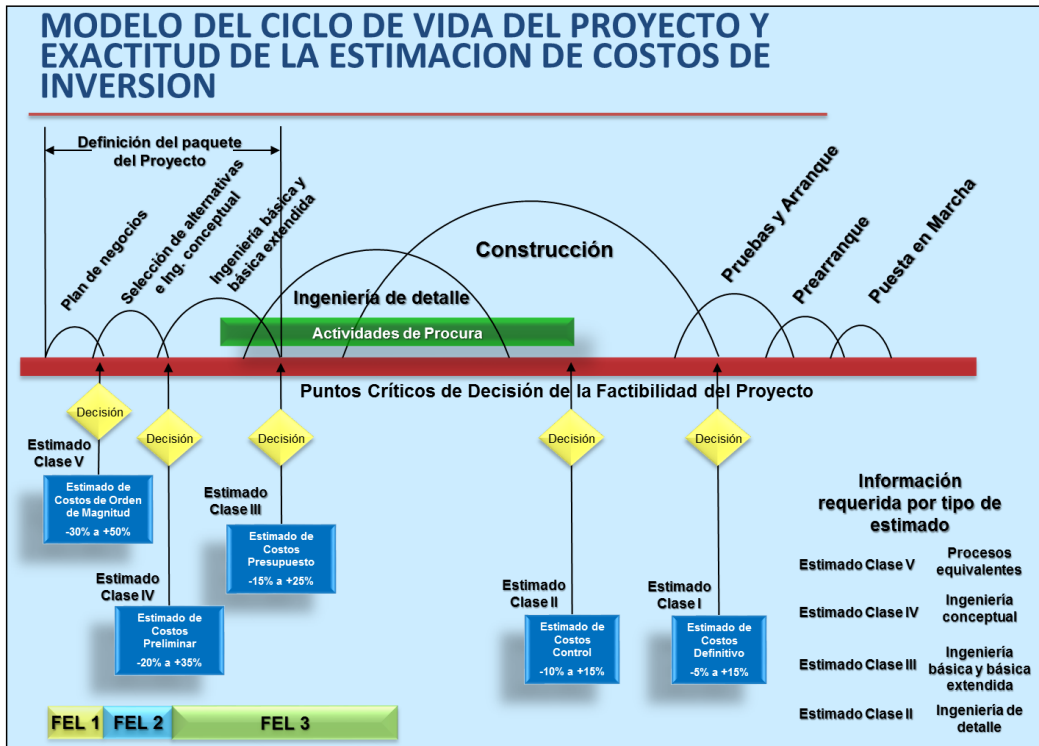 MODELO DEL CICLO DE VIDA DEL PROYECTO Y
EXACTITUD DE LA ESTIMACION DE COSTOS DE
INVERSION
Definición del paquete
del Proyecto
Plan de negocios
Selección de alternativas
e Ing. conceptual
Ingeniería básica y
básica extendida
Ingeniería de detalle
Construcción
Pruebas y Arranque
Prearranque
Puesta en Marcha
Actividades de Procura
Puntos Críticos de Decisión de la Factibilidad del Proyecto
Decisión
Decisión
Decisión
Decisión
Decisión
Estimado
Clase V
Estimado de
Costos de Orden
de Magnitud
-30% a +50%
Estimado
Clase IV
Estimado de
Costos
Preliminar
-20% a +35%
Estimado
Clase III
Estimado de
Costos
Presupuesto
-15% a +25%
Estimado
Clase II
Estimado de
Costos
Control
-10% a +15%
Estimado
Clase I
Estimado de
Costos
Definitivo
-5% a +15%
Información
requerida por tipo de
estimado
Estimado Clase V
Procesos
equivalentes
Estimado Clase IV
Ingeniería
conceptual
Estimado Clase III
Ingeniería
básica y básica
extendida
Estimado Clase II
Ingeniería de
detalle
FEL 1
FEL 2
FEL 3